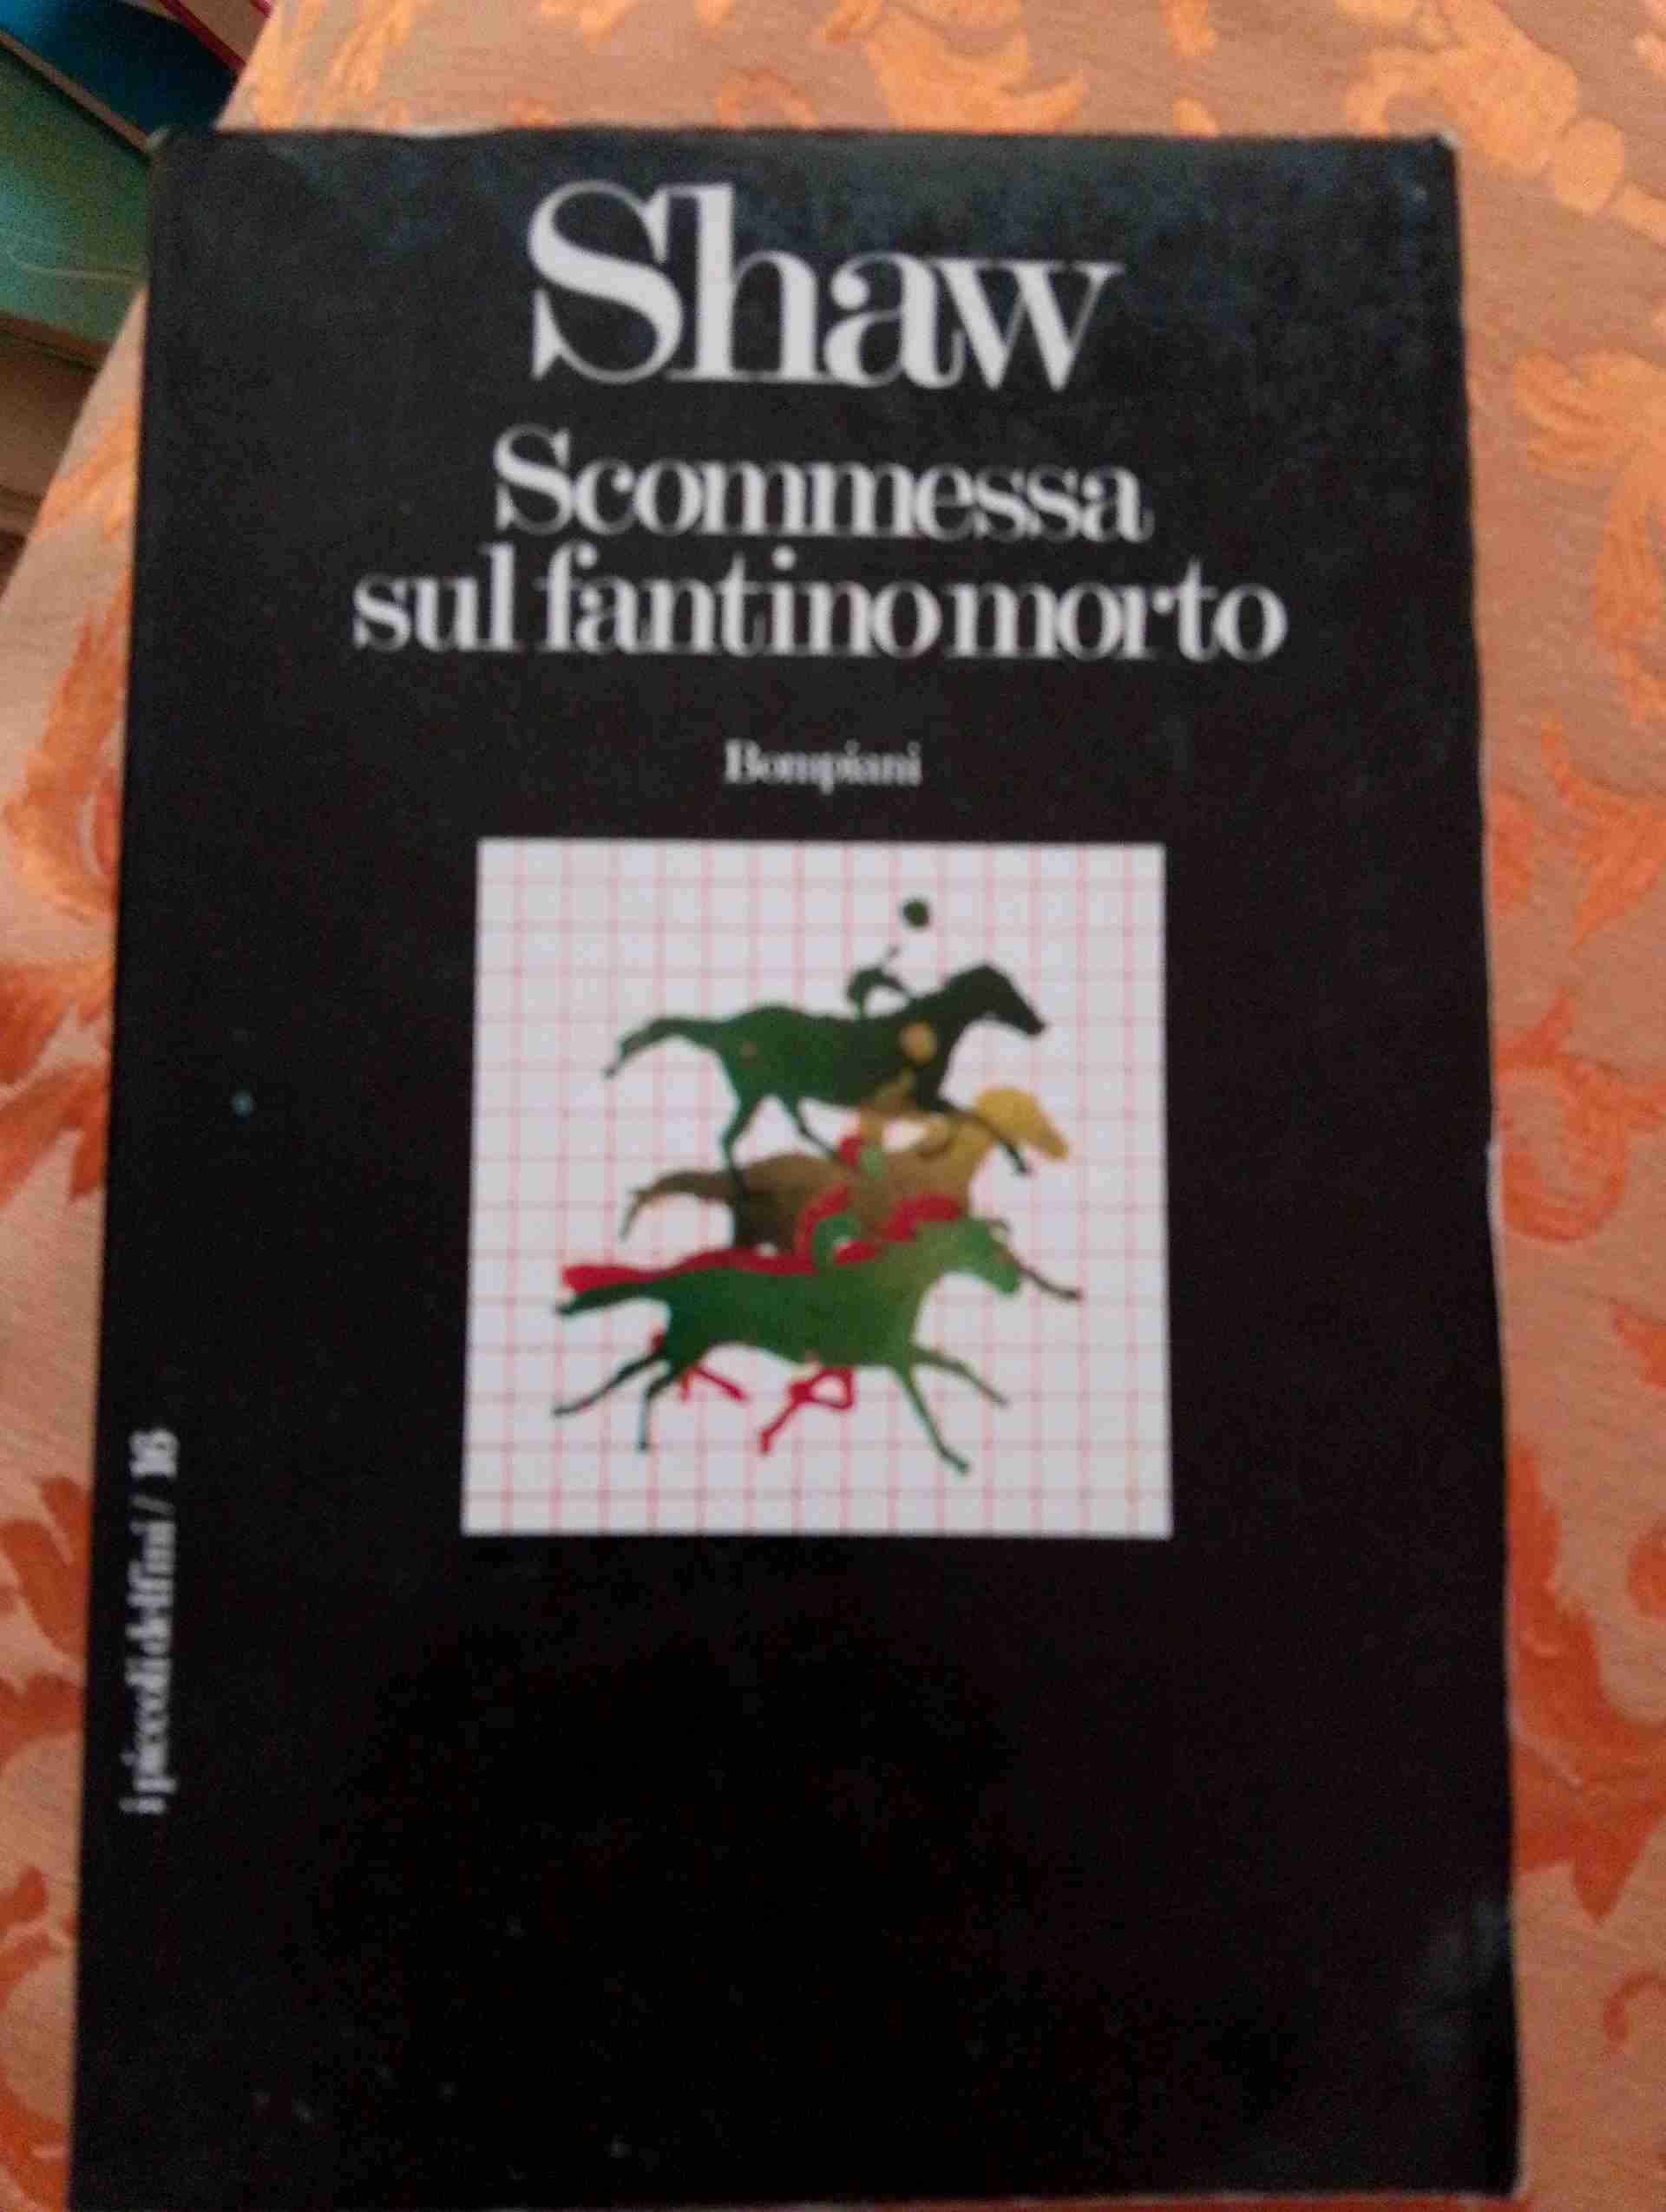 Shaw
Scommessa
sul fantino morto
Bompiani
i piccoli delfini / 16